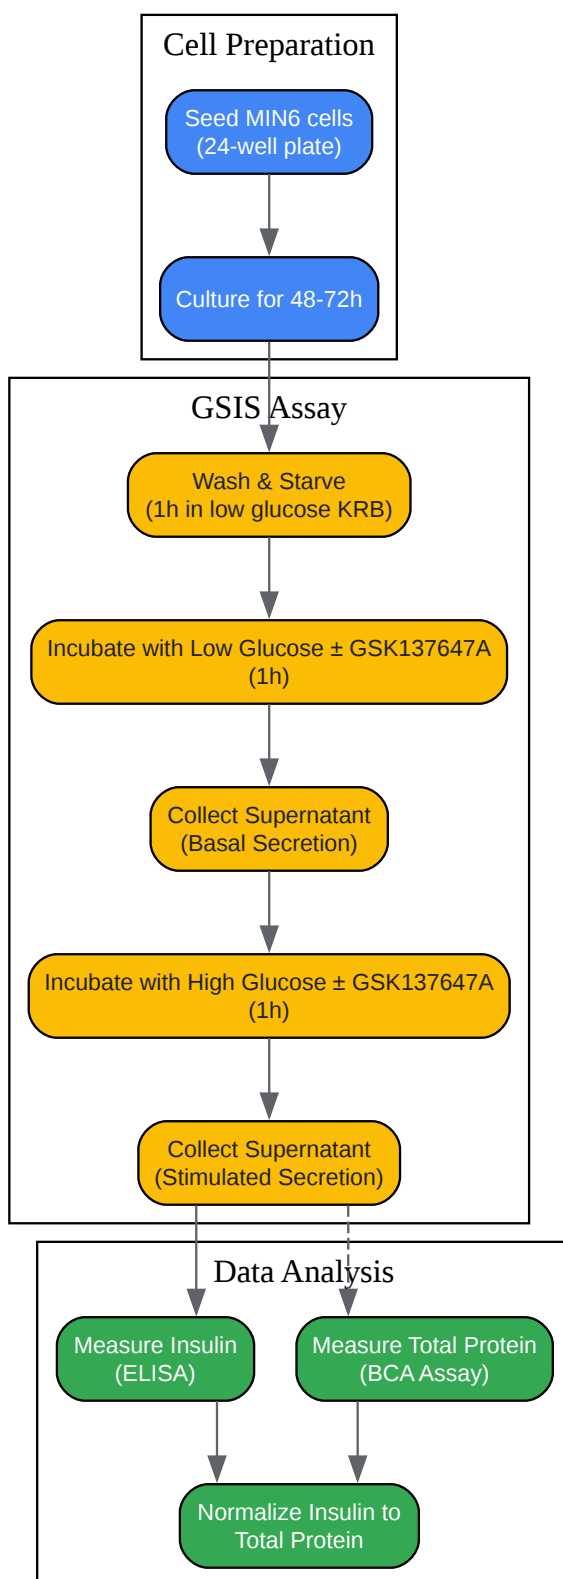 Cell Preparation
Seed MIN6 cells
(24-well plate)
Culture for 48-72h
GSIS Assay
Wash & Starve
(1h in low glucose KRB)
Incubate with Low Glucose ± GSK137647A
(1h)
Collect Supernatant
(Basal Secretion)
Incubate with High Glucose ± GSK137647A
(1h)
Collect Supernatant
(Stimulated Secretion)
Data Analysis
Measure Insulin
(ELISA)
Measure Total Protein
(BCA Assay)
Normalize Insulin to
Total Protein